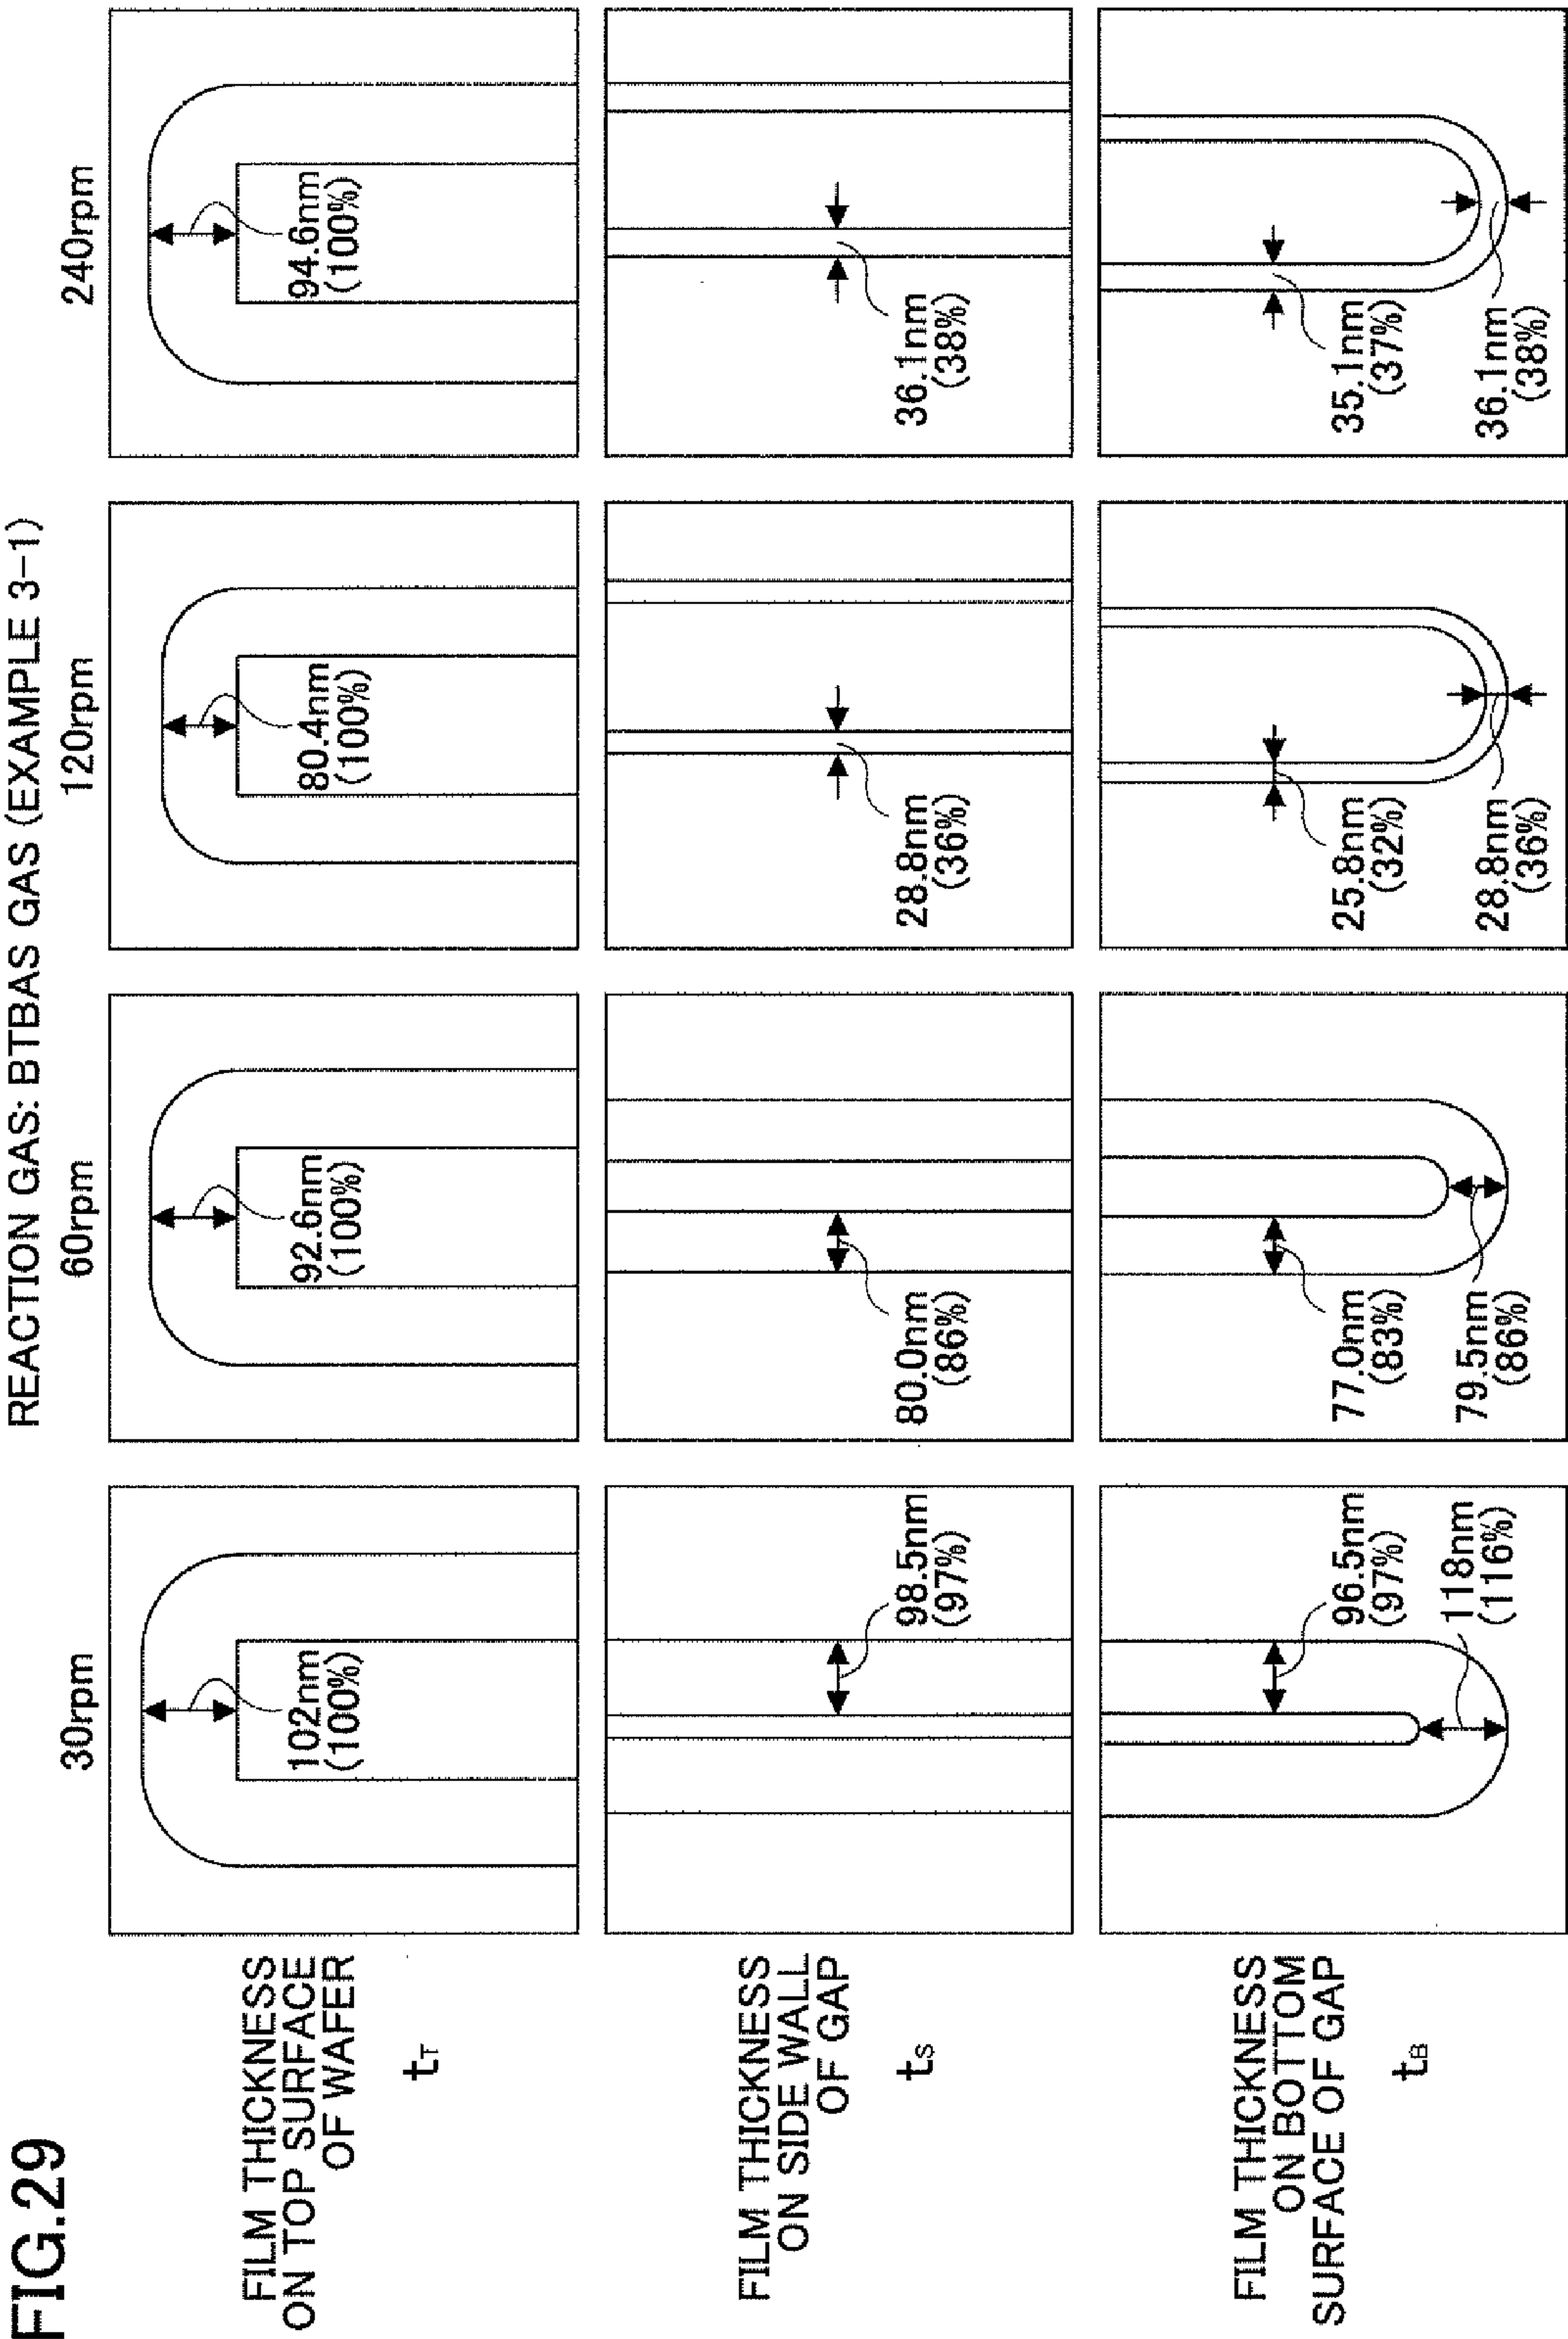 FIG.29
REACTION GAS: BTBAS GAS (EXAMPLE 3-1)
30rpm
60rpm
120rpm
240rpm
FILM THICKNESS
ON TOP SURFACE
OF WAFER
tT
102nm
(100%)
92.6nm
(100%)
80.4nm
(100%)
94.6nm
(100%)
FILM THICKNESS
ON SIDE WALL
OF GAP
tS
98.5nm
(97%)
80.0nm
(86%)
28.8nm
(36%)
36.1nm
(38%)
FILM THICKNESS
ON BOTTOM
SURFACE OF GAP
tB
96.5nm
(97%)
118nm
(116%)
77.0nm
(83%)
79.5nm
(86%)
25.8nm
(32%)
28.8nm
(36%)
35.1nm
(37%)
36.1nm
(38%)